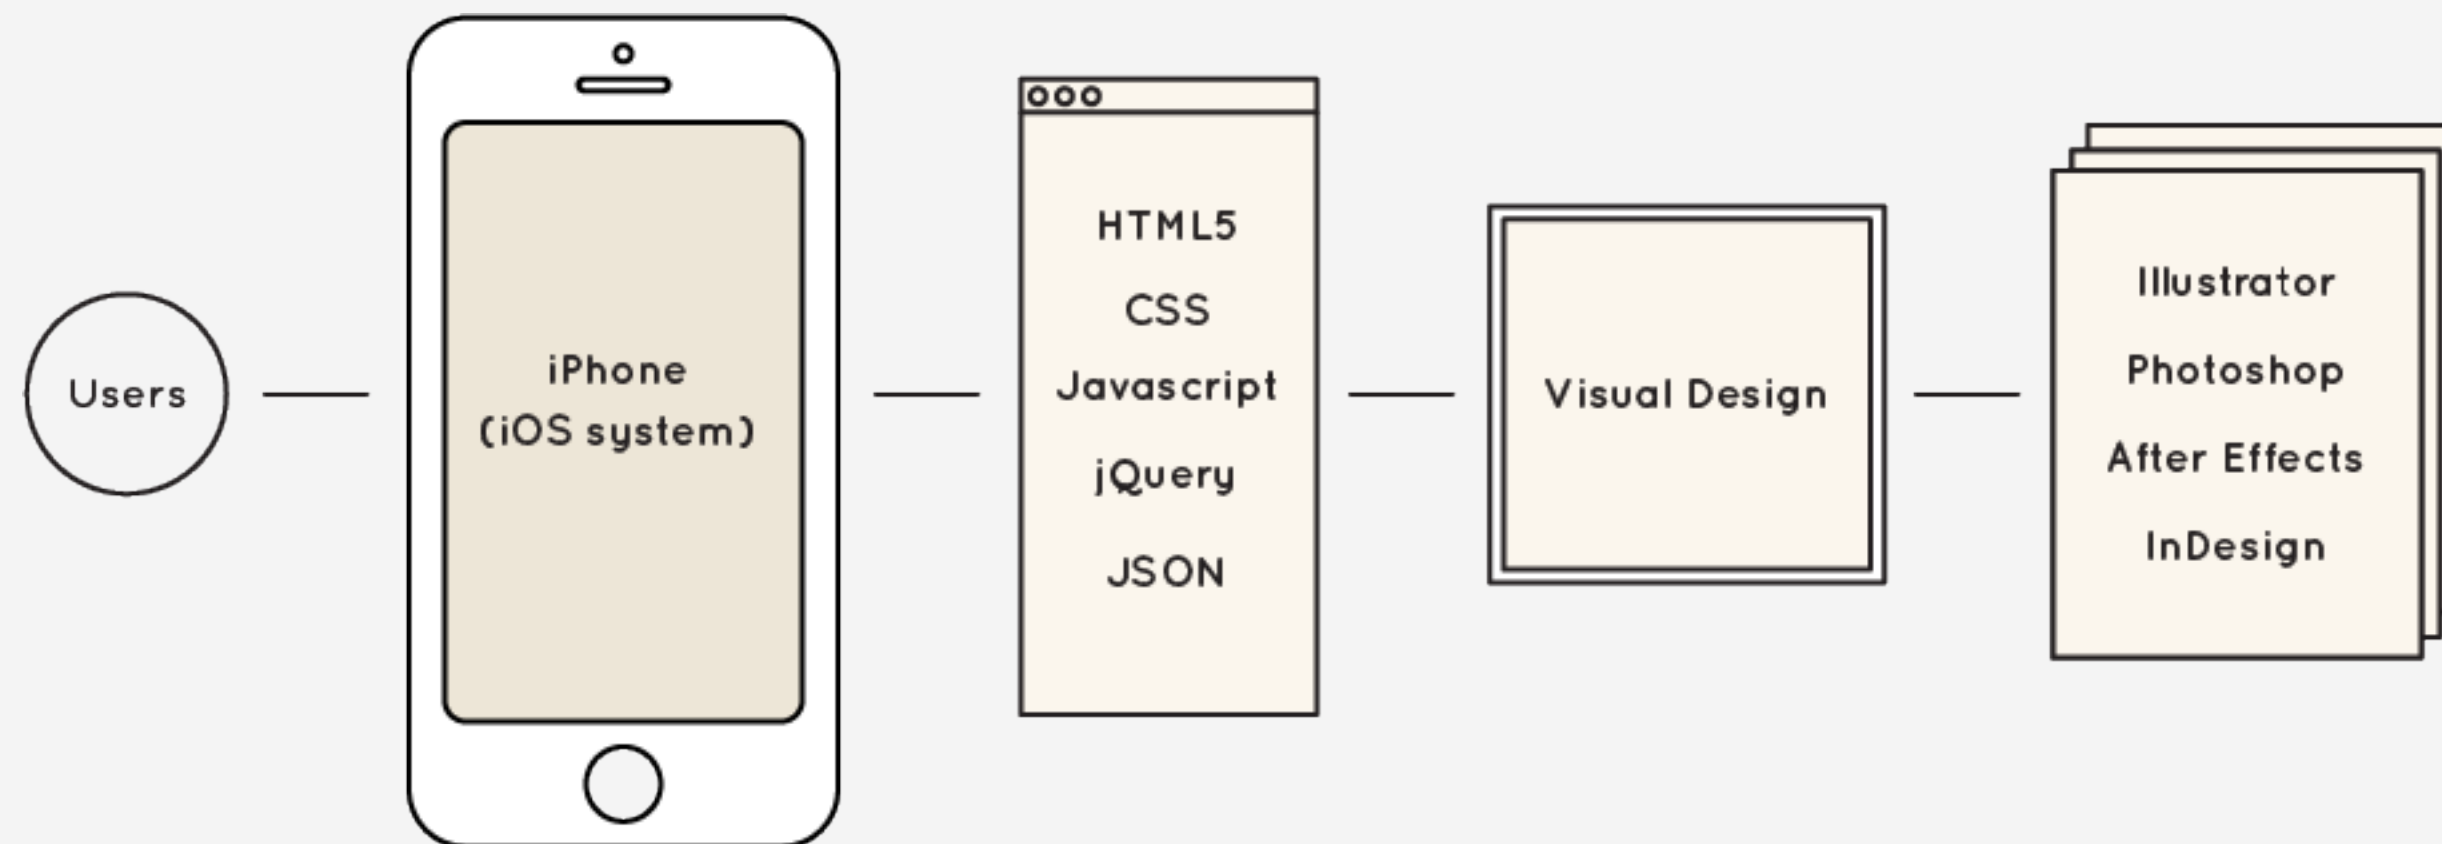 Users
iPhone
(iOS system)
HTML5
CSS
Javascript
jQuery
JSON
Visual Design
Illustrator
Photoshop
After Effects
InDesign